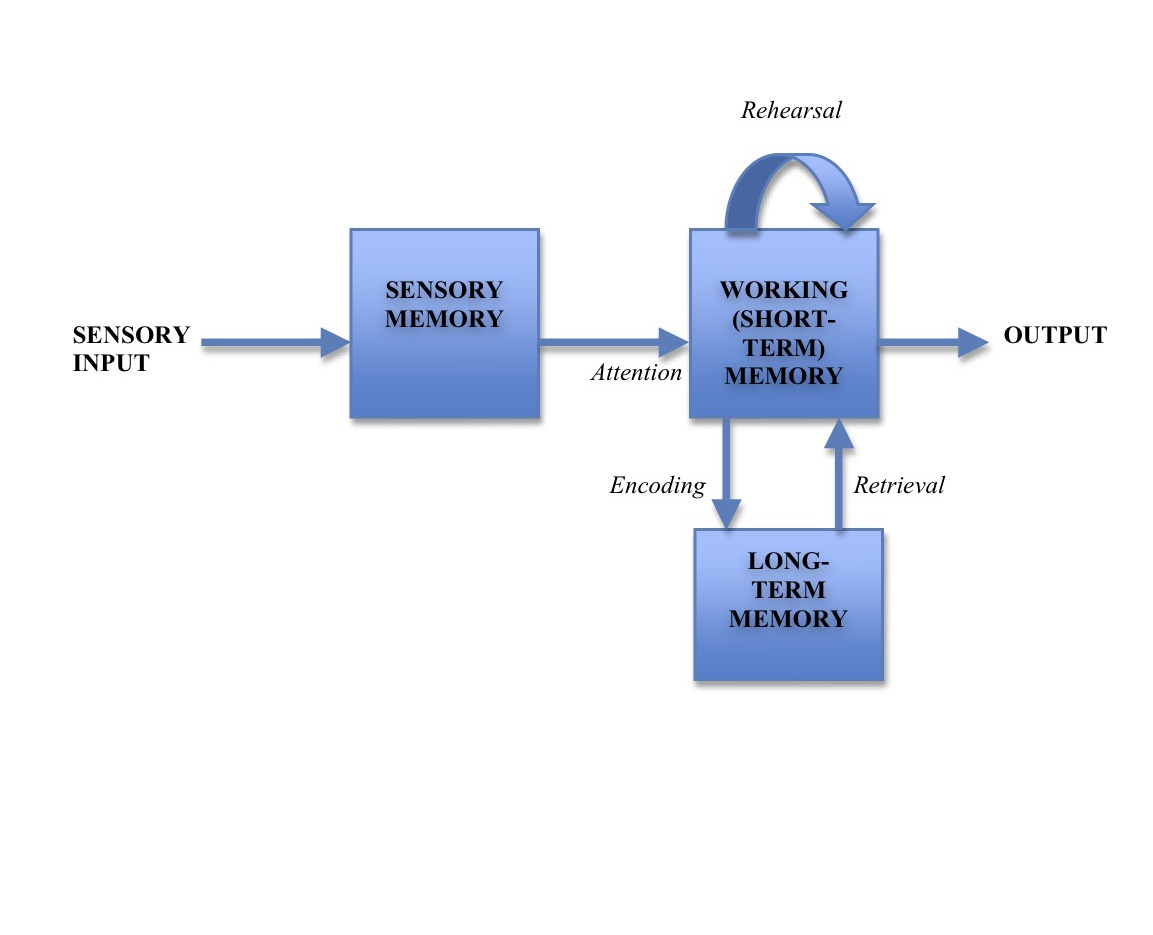 Rehearsal
SENSORY
INPUT
SENSORY
MEMORY
Attention
WORKING
(SHORT-
TERM)
MEMORY
OUTPUT
Encoding
Retrieval
LONG-
TERM
MEMORY